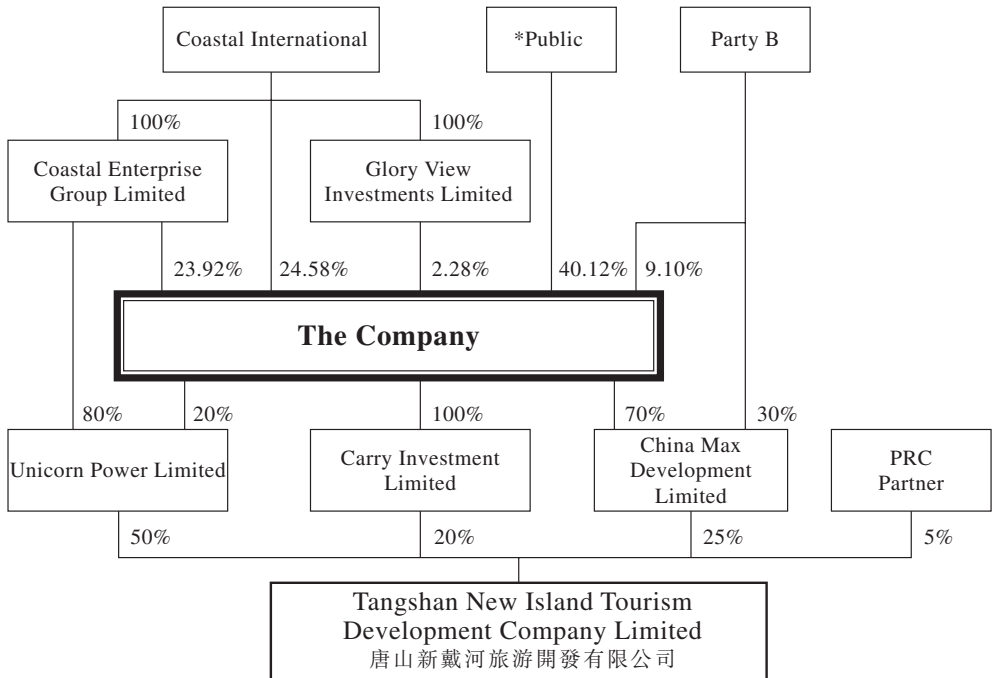 Coastal International
*Public
Party B
100%
100%
Coastal Enterprise
Group Limited
Glory View
Investments Limited
23.92%
24.58%
2.28%
40.12%
9.10%
The Company
80%
20%
100%
70%
30%
Unicorn Power Limited
Carry Investment
Limited
China Max
Development
Limited
PRC
Partner
50%
20%
25%
5%
Tangshan New Island Tourism
Development Company Limited
唐山新戴河旅游開發有限公司